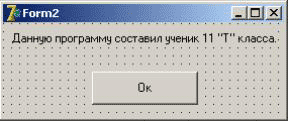 Form2
Данную программу составил ученик 11 "Т" класса.
Ок